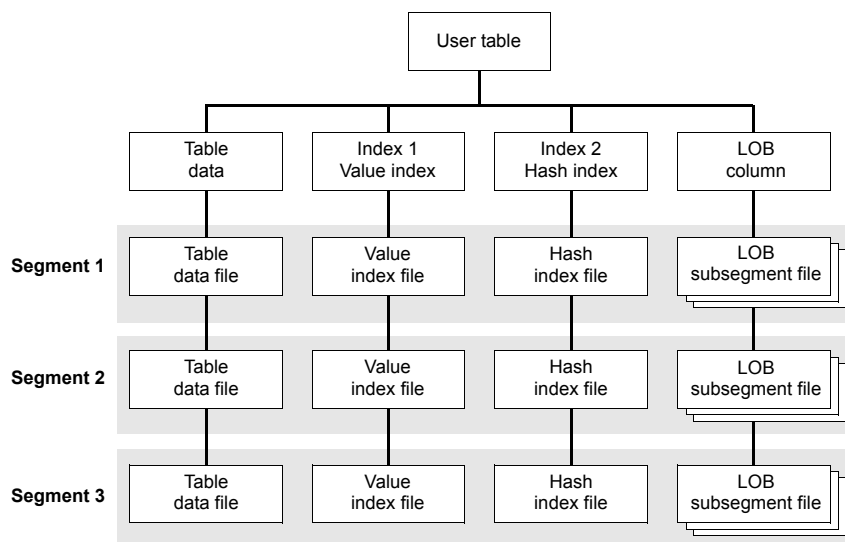 User table
Table
data
Index 1
Value index
Index 2
Hash index
LOB
column
Segment 1
Table
data file
Value
index file
Hash
index file
LOB
subsegment file
Segment 2
Table
data file
Value
index file
Hash
index file
LOB
subsegment file
Segment 3
Table
data file
Value
index file
Hash
index file
LOB
subsegment file